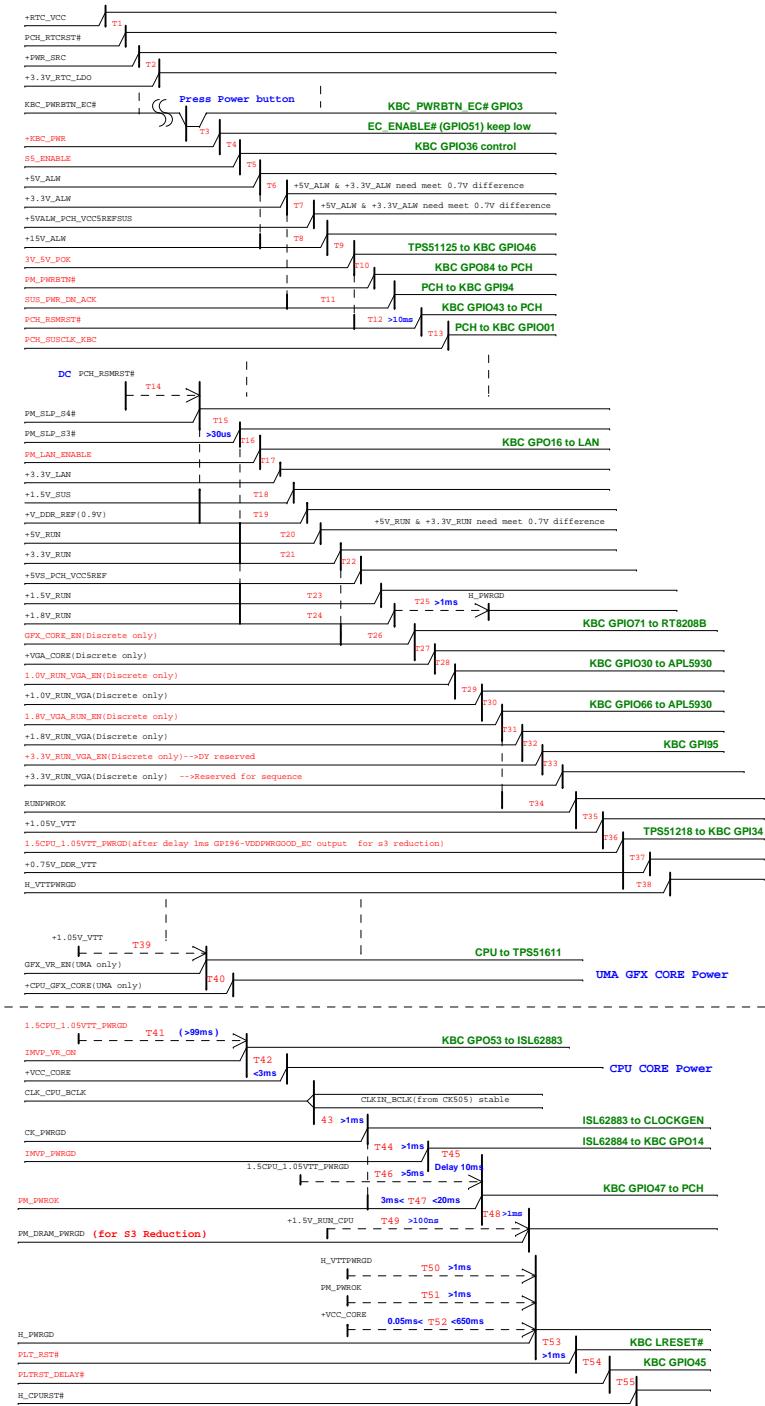 +RTC_VCC
T1
PCH_RTCRST#
+PWR_SRC
T2
+3.3V_RTC_LDO
KBC_PWRBTN_EC#
Press Power button
KBC_PWRBTN_EC# GPIO3
T3
EC_ENABLE# (GPIO51) keep low
+KBC_PWR
T4
KBC GPIO36 control
S5_ENABLE
T5
+5V_ALW
T6
+5V_ALW & +3.3V_ALW need meet 0.7V difference
+3.3V_ALW
T7
+5V_ALW & +3.3V_ALW need meet 0.7V difference
+5VALW_PCH_VCC5REFSUS
+15V_ALW
T8
T9
TPS51125 to KBC GPIO46
3V_5V_POK
T10
KBC GPO84 to PCH
PM_PWRBTN#
PCH to KBC GPI94
SUS_PWR_DN_ACK
T11
KBC GPIO43 to PCH
PCH_RSMRST#
T12 >10ms
T13
PCH to KBC GPIO01
PCH_SUSCLK_KBC
DC PCH_RSMRST#
T14
PM_SLP_S4#
T15
PM_SLP_S3#
>30us
T16
KBC GPO16 to LAN
PM_LAN_ENABLE
T17
+3.3V_LAN
+1.5V_SUS
T18
+V_DDR_REF(0.9V)
T19
+5V_RUN & +3.3V_RUN need meet 0.7V difference
+5V_RUN
T20
+3.3V_RUN
T21
T22
+5VS_PCH_VCC5REF
+1.5V_RUN
T23
T25 >1ms
H_PWRGD
+1.8V_RUN
T24
KBC GPIO71 to RT8208B
GFX_CORE_EN(Discrete only)
T26
T27
+VGA_CORE(Discrete only)
T28
KBC GPIO30 to APL5930
1.0V_RUN_VGA_EN(Discrete only)
T29
+1.0V_RUN_VGA(Discrete only)
T30
KBC GPIO66 to APL5930
1.8V_VGA_RUN_EN(Discrete only)
T31
+1.8V_RUN_VGA(Discrete only)
T32
KBC GPI95
+3.3V_RUN_VGA_EN(Discrete only)-->DY reserved
T33
+3.3V_RUN_VGA(Discrete only) -->Reserved for sequence
RUNPWROK
T34
T35
+1.05V_VTT
TPS51218 to KBC GPI34
T36
1.5CPU_1.05VTT_PWRGD(after delay 1ms GPI96-VDDPWRGOOD_EC output for s3 reduction)
T37
+0.75V_DDR_VTT
T38
H_VTTPWRGD
+1.05V_VTT
T39
CPU to TPS51611
GFX_VR_EN(UMA only)
T40
UMA GFX CORE Power
+CPU_GFX_CORE(UMA only)
1.5CPU_1.05VTT_PWRGD
T41 (>99ms)
KBC GPO53 to ISL62883
IMVP_VR_ON
T42
<3ms
CPU CORE Power
+VCC_CORE
CLK_CPU_BCLK
CLKIN_BCLK(from CK505) stable
43 >1ms
ISL62883 to CLOCKGEN
CK_PWRGD
T44 >1ms
ISL62884 to KBC GPO14
IMVP_PWRGD
T45
Delay 10ms
1.5CPU_1.05VTT_PWRGD
T46 >5ms
KBC GPIO47 to PCH
PM_PWROK
3ms< T47 <20ms
T48 >1ms
+1.5V_RUN_CPU
T49 >100ns
PM_DRAM_PWRGD (for S3 Reduction)
H_VTTPWRGD
T50 >1ms
PM_PWROK
T51 >1ms
+VCC_CORE
0.05ms< T52 <650ms
H_PWRGD
T53
>1ms
KBC LRESET#
PLT_RST#
T54
KBC GPIO45
PLTRST_DELAY#
T55
H_CPURST#